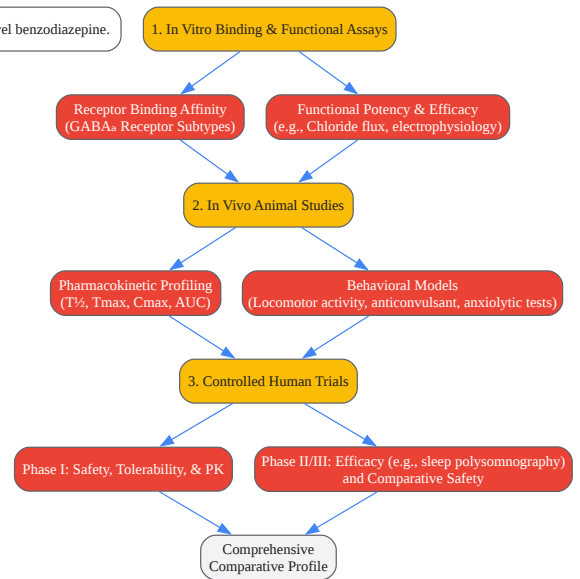 benzodiazepine.
1. In Vitro Binding & Functional Assays
Receptor Binding Affinity
(GABAₐ Receptor Subtypes)
Functional Potency & Efficacy
(e.g., Chloride flux, electrophysiology)
2. In Vivo Animal Studies
Pharmacokinetic Profiling
(T½, Tmax, Cmax, AUC)
Behavioral Models
(Locomotor activity, anticonvulsant, anxiolytic tests)
3. Controlled Human Trials
Phase I: Safety, Tolerability, & PK
Phase II/III: Efficacy (e.g., sleep polysomnography)
and Comparative Safety
Comprehensive
Comparative Profile